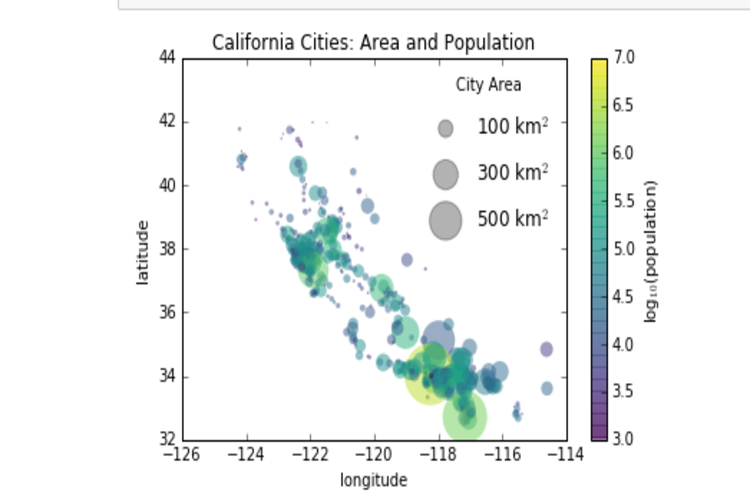 California Cities: Area and Population
44
42
40
38
36
34
32
latitude
−126
−124
−122
−120
−118
−116
−114
longitude
City Area
100 km²
300 km²
500 km²
7.0
6.5
6.0
5.5
5.0
4.5
4.0
3.5
3.0
log₁₀(population)